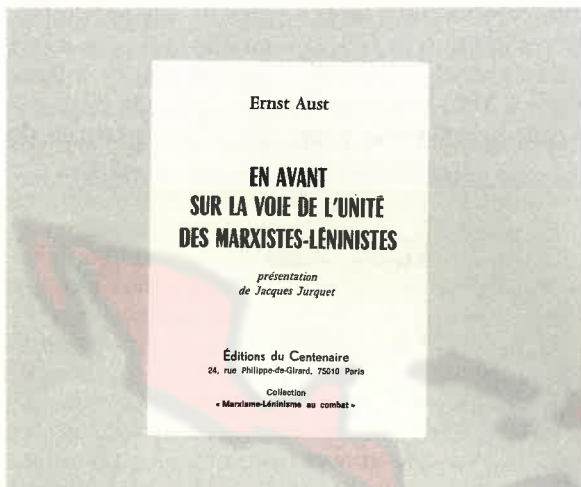 Ernst Aust
EN AVANT
SUR LA VOIE DE L'UNITÉ
DES MARXISTES-LÉNINISTES
présentation
de Jacques Jurquet
Éditions du Centenaire
24, rue Philippe-de-Girard, 75010 Paris
Collection
« Marxisme-Léninisme au combat »